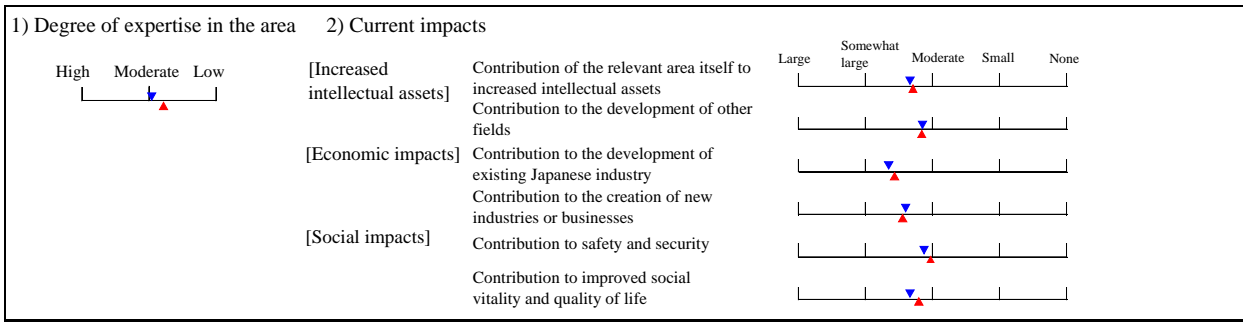 1) Degree of expertise in the area 2) Current impacts
High Moderate Low
[Increased
intellectual assets]
Contribution of the relevant area itself to
increased intellectual assets
Large Somewhat
large Moderate Small None
Contribution to the development of other
fields
[Economic impacts] Contribution to the development of
existing Japanese industry
Contribution to the creation of new
industries or businesses
[Social impacts] Contribution to safety and security
Contribution to improved social
vitality and quality of life